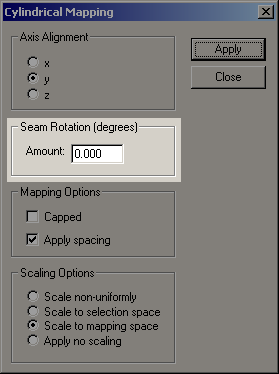 Cylindrical Mapping
Axis Alignment
x
y
z
Apply
Close
Seam Rotation (degrees)
Amount: 0.000
Mapping Options
Capped
Apply spacing
Scaling Options
Scale non-uniformly
Scale to selection space
Scale to mapping space
Apply no scaling